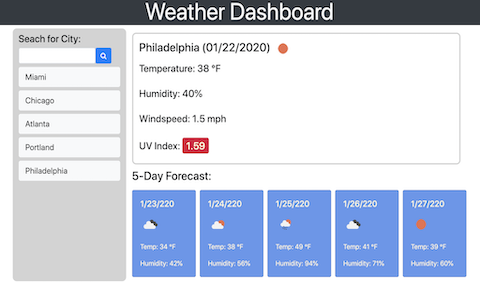 Weather Dashboard
Seach for City:
Miami
Chicago
Atlanta
Portland
Philadelphia
Philadelphia (01/22/2020)
Temperature: 38 °F
Humidity: 40%
Windspeed: 1.5 mph
UV Index: 1.59
5-Day Forecast:
1/23/220
Temp: 34 °F
Humidity: 42%
1/24/220
Temp: 38 °F
Humidity: 56%
1/25/220
Temp: 49 °F
Humidity: 94%
1/26/220
Temp: 41 °F
Humidity: 71%
1/27/220
Temp: 39 °F
Humidity: 60%